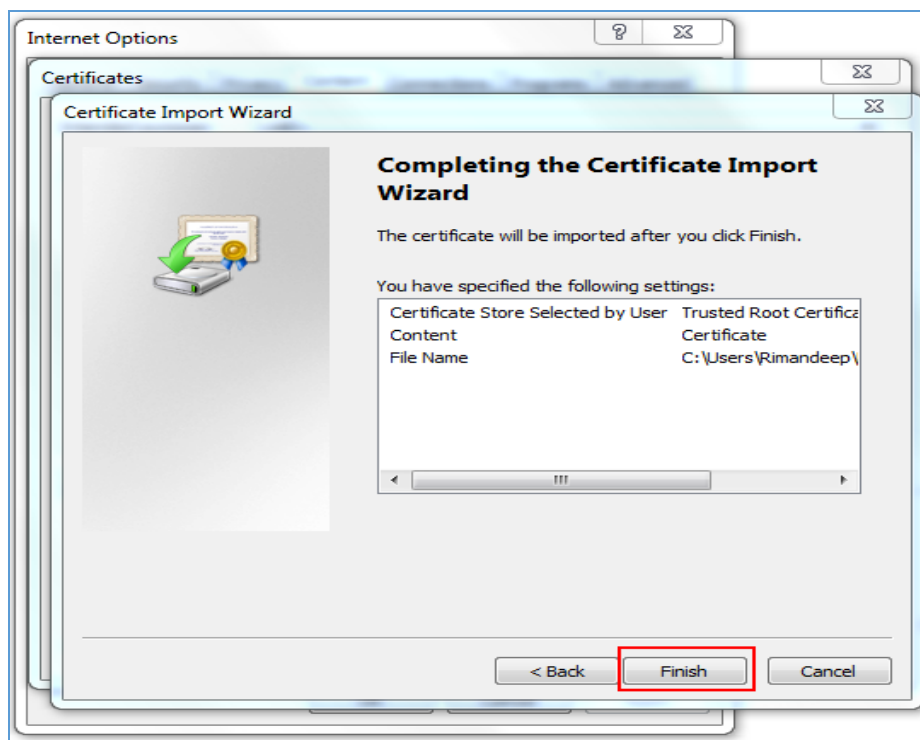 Internet Options
Certificates
Content
Certificate Import Wizard
Completing the Certificate Import
Wizard
The certificate will be imported after you click Finish.
You have specified the following settings:
Certificate Store Selected by User Trusted Root Certifica
Content Certificate
File Name C:\Users\Rimandeep\
< Back Finish Cancel